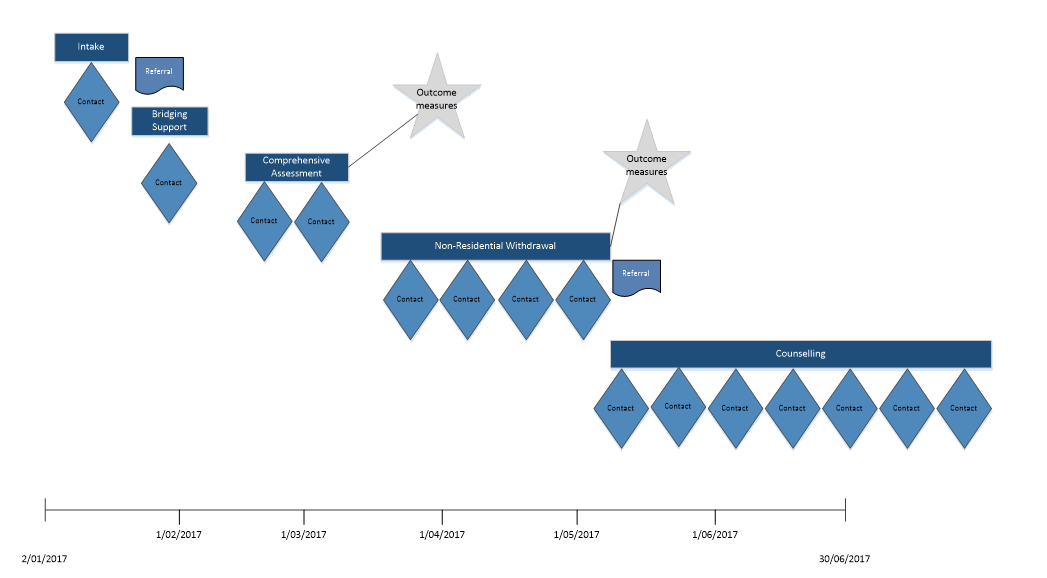 Intake
Referral
Contact
Bridging
Support
Contact
Outcome
measures
Comprehensive
Assessment
Contact
Contact
Outcome
measures
Non-Residential Withdrawal
Referral
Contact
Contact
Contact
Contact
Counselling
Contact
Contact
Contact
Contact
Contact
Contact
Contact
1/02/2017
1/03/2017
1/04/2017
1/05/2017
1/06/2017
2/01/2017
30/06/2017